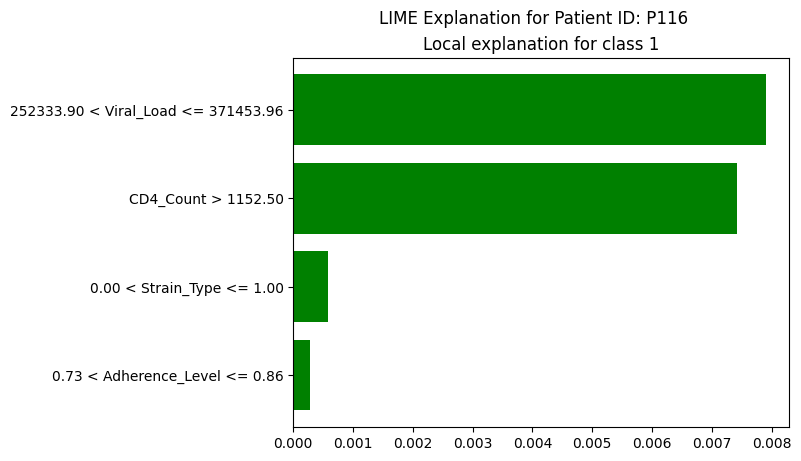 LIME Explanation for Patient ID: P116
Local explanation for class 1
252333.90 < Viral_Load <= 371453.96
CD4_Count > 1152.50
0.00 < Strain_Type <= 1.00
0.73 < Adherence_Level <= 0.86
0.000 0.001 0.002 0.003 0.004 0.005 0.006 0.007 0.008